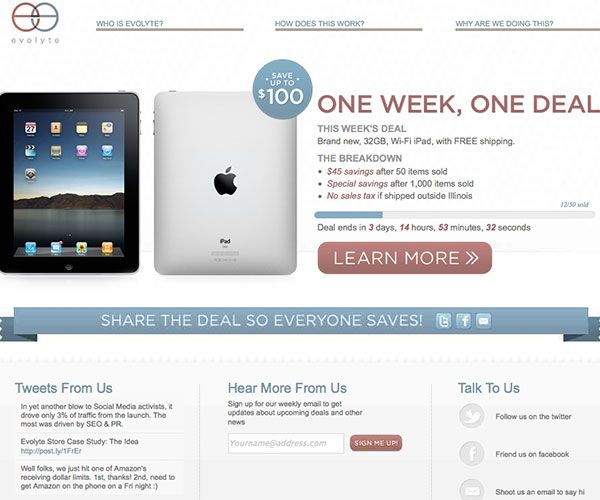 evolyte
WHO IS EVOLYTE?
HOW DOES THIS WORK?
WHY ARE WE DOING THIS?
SAVE
UP TO
$100
ONE WEEK, ONE DEAL
THIS WEEK'S DEAL
Brand new, 32GB, Wi-Fi iPad, with FREE shipping.
THE BREAKDOWN
• $45 savings after 50 items sold
• Special savings after 1,000 items sold
• No sales tax if shipped outside Illinois
12/50 sold
Deal ends in 3 days, 14 hours, 53 minutes, 32 seconds
LEARN MORE »
iPad
SHARE THE DEAL SO EVERYONE SAVES!
Tweets From Us
In yet another blow to Social Media activists, it
drove only 3% of traffic from the launch. The
most was driven by SEO & PR.
Evolyte Store Case Study: The Idea
http://post.ly/1FrEr
Well folks, we just hit one of Amazon's
receiving dollar limits. 1st, thanks! 2nd, need to
get Amazon on the phone on a Fri night :)
Hear More From Us
Sign up for our weekly email to get
updates about upcoming deals and other
news
Yourname@address.com
SIGN ME UP!
Talk To Us
Follow us on the twitter
Friend us on facebook
Shoot us an email to say hi